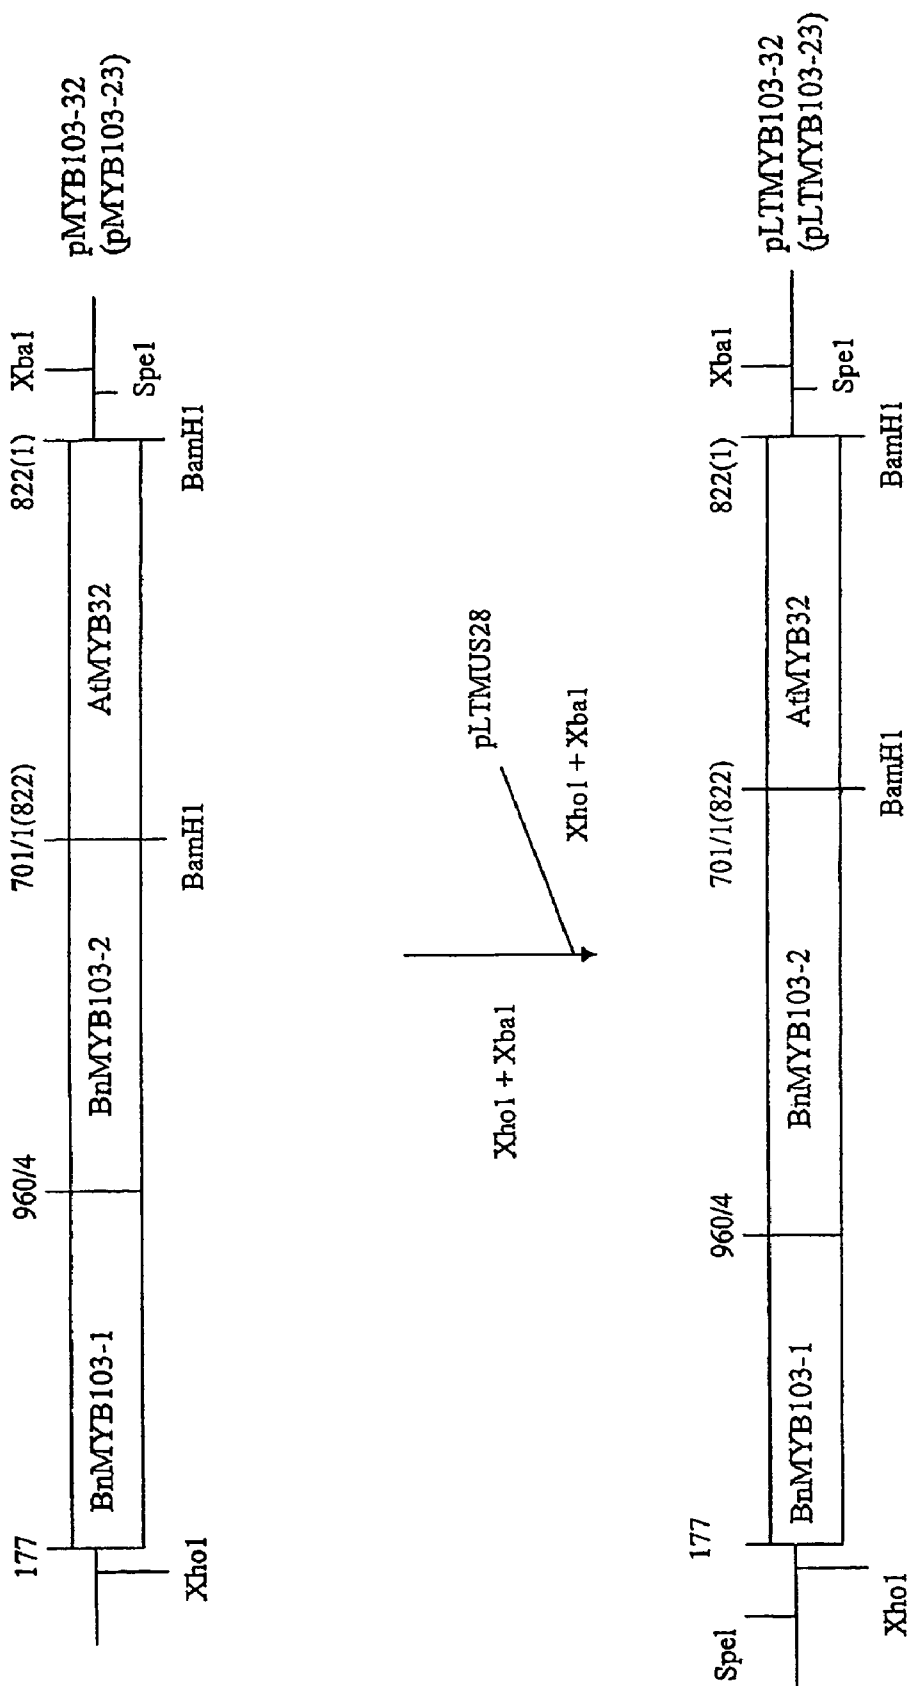 177
960/4
701/1(822)
822(1)
Xba1
pMYB103-32
(pMYB103-23)
BnMYB103-1
BnMYB103-2
AtMYB32
Spe1
Xho1
BamH1
BamH1
Xho1 + Xba1
pLTMUS28
Xho1 + Xba1
Spe1
177
960/4
701/1(822)
822(1)
Xba1
pLTMYB103-32
(pLTMYB103-23)
BnMYB103-1
BnMYB103-2
AtMYB32
Spe1
Xho1
BamH1
BamH1